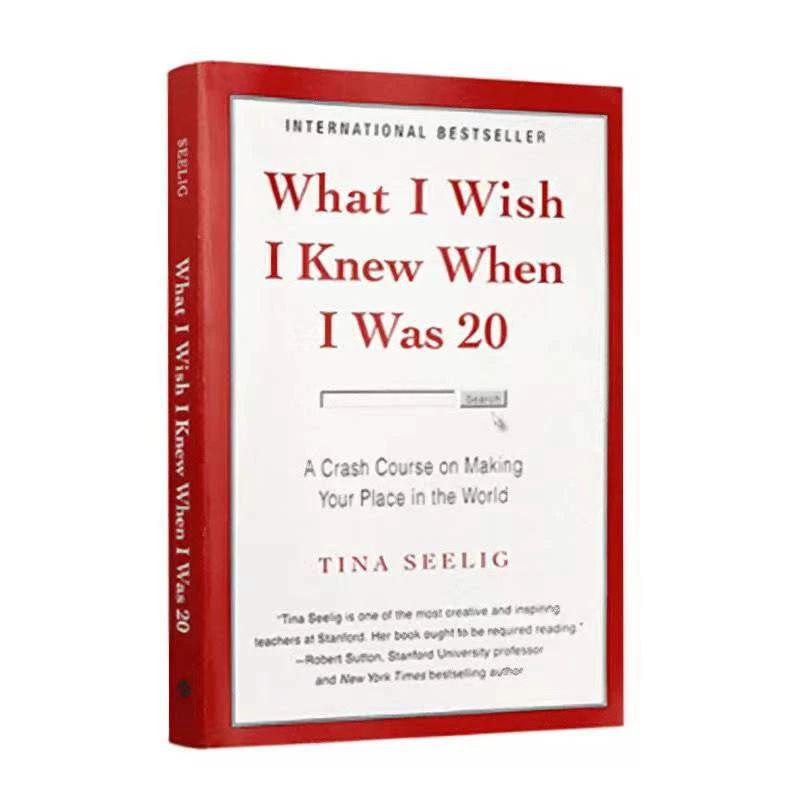 SEELIG
What I Wish I Knew When I Was 20
INTERNATIONAL BESTSELLER
What I Wish
I Knew When
I Was 20
Search
A Crash Course on Making
Your Place in the World
TINA SEELIG
"Tina Seelig is one of the most creative and inspiring
teachers at Stanford. Her book ought to be required reading."
—Robert Sutton, Stanford University professor
and New York Times bestselling author